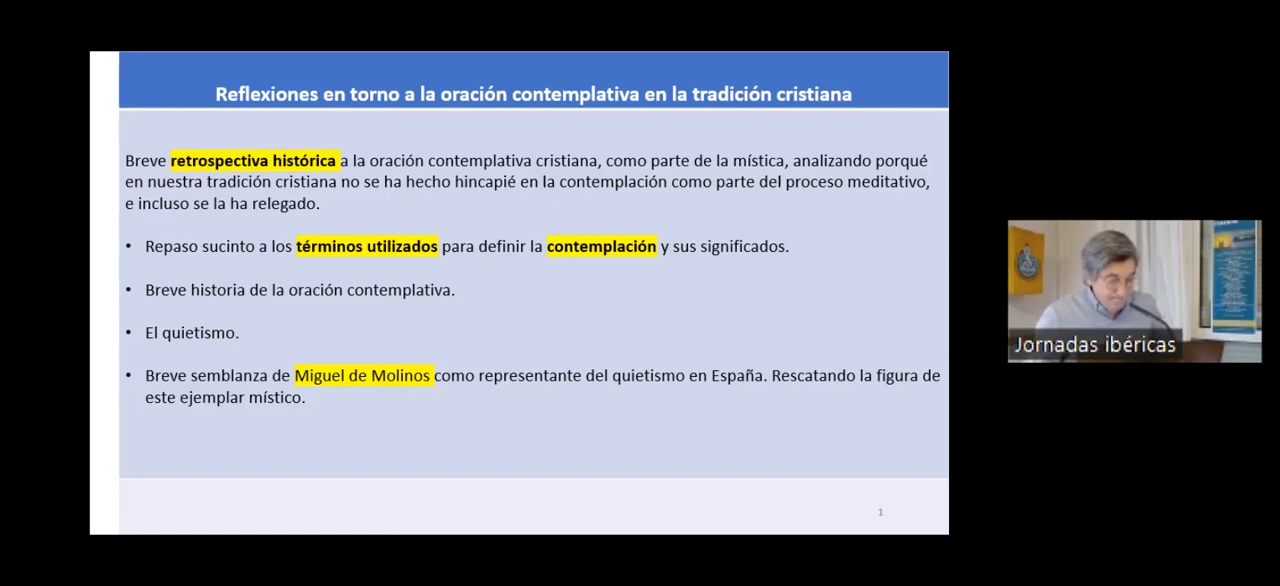 Reflexiones en torno a la oración contemplativa en la tradición cristiana
Breve retrospectiva histórica a la oración contemplativa cristiana, como parte de la mística, analizando porqué
en nuestra tradición cristiana no se ha hecho hincapié en la contemplación como parte del proceso meditativo,
e incluso se la ha relegado.
• Repaso sucinto a los términos utilizados para definir la contemplación y sus significados.
• Breve historia de la oración contemplativa.
• El quietismo.
• Breve semblanza de Miguel de Molinos como representante del quietismo en España. Rescatando la figura de
este ejemplar místico.
1
Jornadas ibéricas